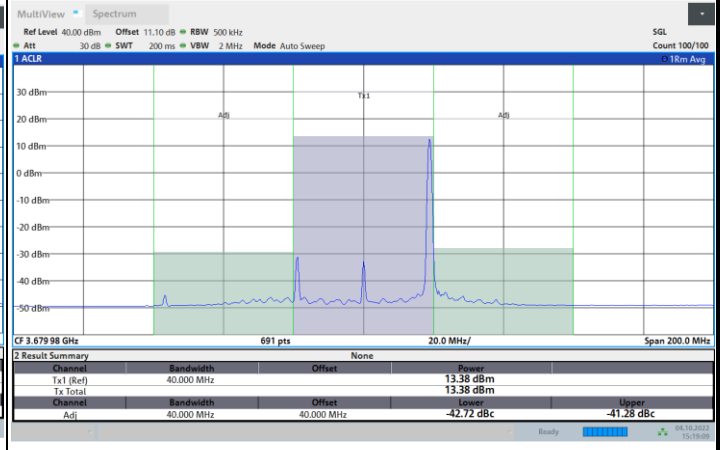 MultiView Spectrum
Ref Level 40.00 dBm Offset 11.10 dB RBW 500 kHz SGL
Att 30 dB SWT 200 ms VBW 2 MHz Mode Auto Sweep Count 100/100
1 ACLR 1Rm Avg
30 dBm
Tx1
20 dBm
Adj Adj
10 dBm
0 dBm
-10 dBm
-20 dBm
-30 dBm
-40 dBm
-50 dBm
CF 3.679 98 GHz 691 pts 20.0 MHz/ Span 200.0 MHz
2 Result Summary None
Channel Bandwidth Offset Power
Tx1 (Ref) 40.000 MHz 13.38 dBm
Tx Total 13.38 dBm
Channel Bandwidth Offset Lower Upper
Adj 40.000 MHz 40.000 MHz -42.72 dBc -41.28 dBc
Ready 04.10.2022
15:19:09